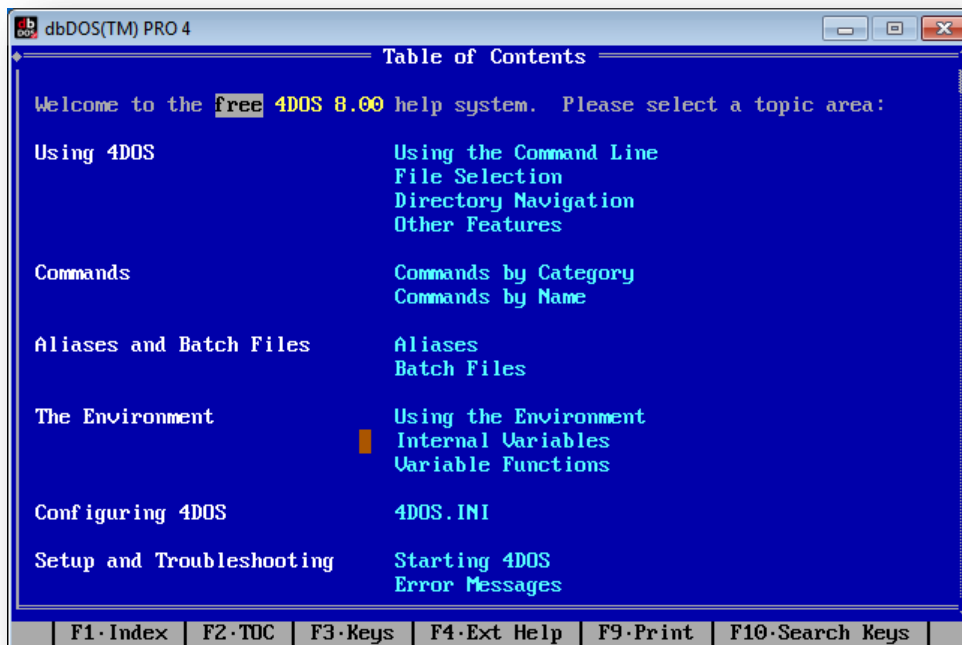 db
DOS
dbDOS(TM) PRO 4
Table of Contents
Welcome to the free 4DOS 8.00 help system.  Please select a topic area:
Using 4DOS Using the Command Line
File Selection
Directory Navigation
Other Features
Commands Commands by Category
Commands by Name
Aliases and Batch Files Aliases
Batch Files
The Environment Using the Environment
Internal Variables
Variable Functions
Configuring 4DOS 4DOS.INI
Setup and Troubleshooting Starting 4DOS
Error Messages
F1·Index F2·TOC F3·Keys F4·Ext Help F9·Print F10·Search Keys